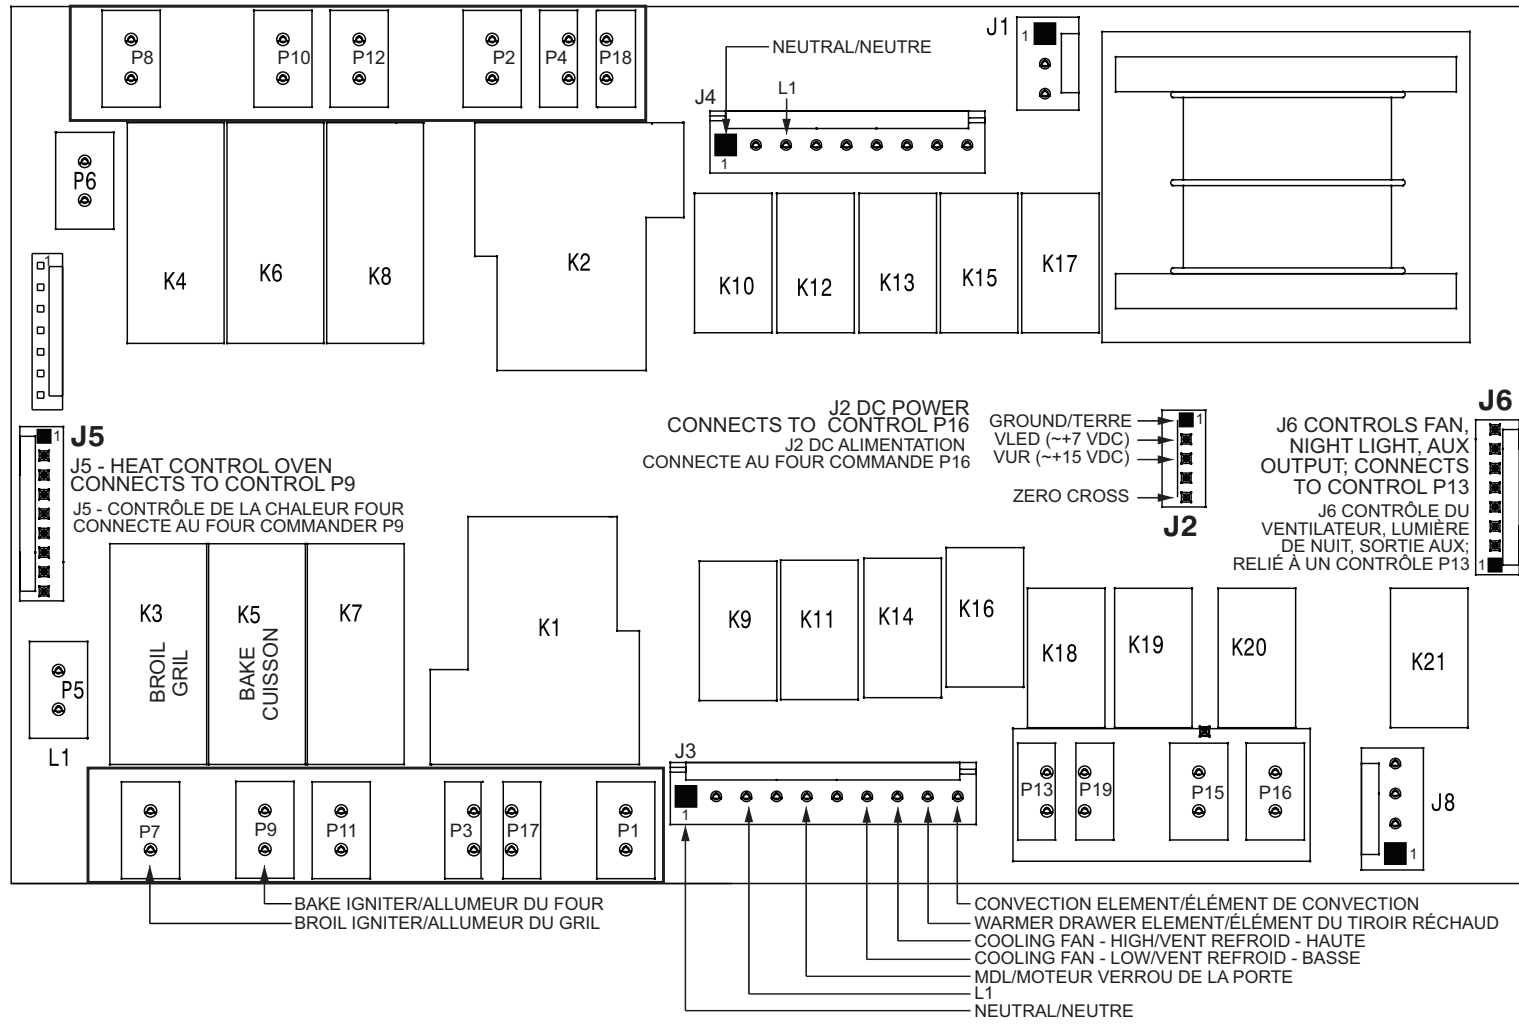 P8
P10
P12
P2
P4
P18
NEUTRAL/NEUTRE
J1
1
L1
J4
1
P6
K4
K6
K8
K2
K10
K12
K13
K15
K17
1
J5
1
J5 - HEAT CONTROL OVEN
CONNECTS TO CONTROL P9
J5 - CONTRÔLE DE LA CHALEUR FOUR
CONNECTE AU FOUR COMMANDER P9
J2 DC POWER
CONNECTS TO CONTROL P16
J2 DC ALIMENTATION
CONNECTE AU FOUR COMMANDE P16
GROUND/TERRE
VLED (~+7 VDC)
VUR (~+15 VDC)
ZERO CROSS
1
J2
J6
J6 CONTROLS FAN,
NIGHT LIGHT, AUX
OUTPUT; CONNECTS
TO CONTROL P13
J6 CONTRÔLE DU
VENTILATEUR, LUMIÈRE
DE NUIT, SORTIE AUX;
RELIÉ À UN CONTRÔLE P13
1
K3
BROIL
GRIL
K5
BAKE
CUISSON
K7
K1
K9
K11
K14
K16
K18
K19
K20
K21
P5
L1
J3
1
P7
P9
P11
P3
P17
P1
P13
P19
P15
P16
J8
1
BAKE IGNITER/ALLUMEUR DU FOUR
BROIL IGNITER/ALLUMEUR DU GRIL
CONVECTION ELEMENT/ÉLÉMENT DE CONVECTION
WARMER DRAWER ELEMENT/ÉLÉMENT DU TIROIR RÉCHAUD
COOLING FAN - HIGH/VENT REFROID - HAUTE
COOLING FAN - LOW/VENT REFROID - BASSE
MDL/MOTEUR VERROU DE LA PORTE
L1
NEUTRAL/NEUTRE